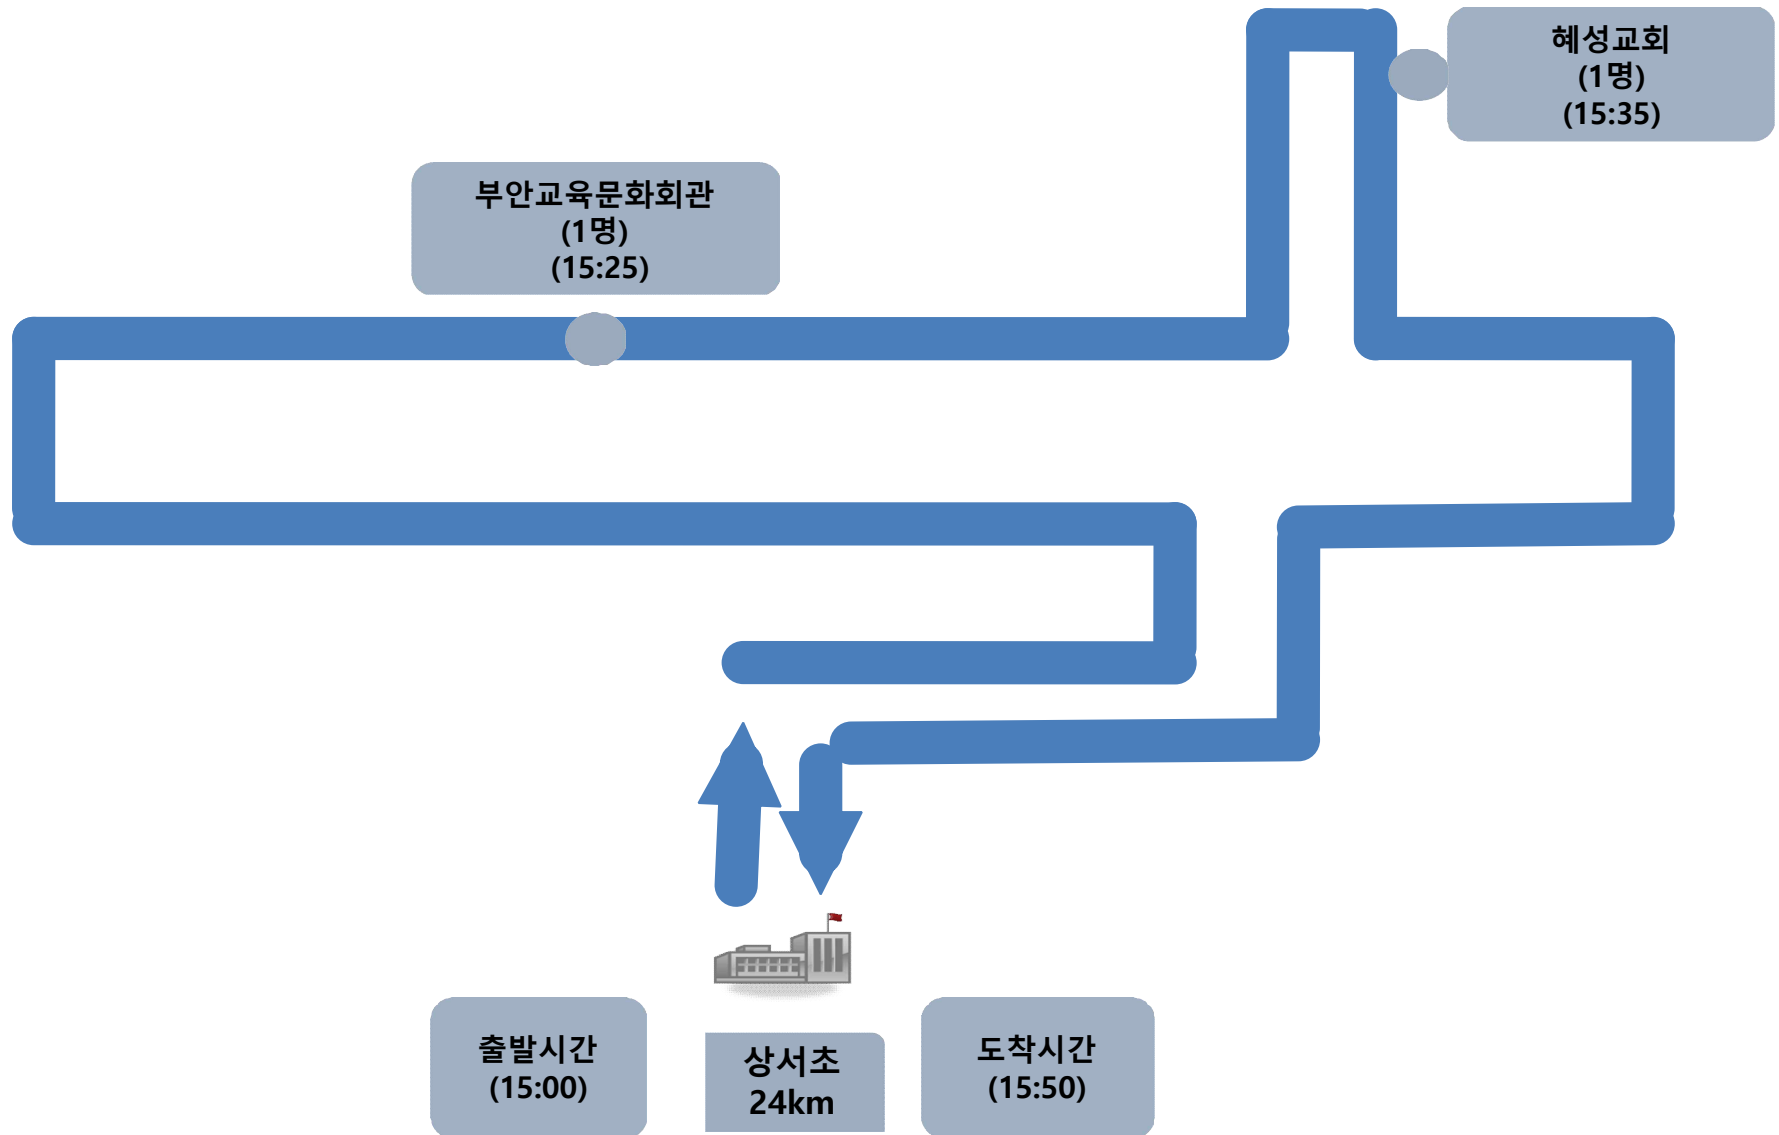 혜성교회
(1명)
(15:35)
부안교육문화회관
(1명)
(15:25)
출발시간
(15:00)
상서초
24km
도착시간
(15:50)